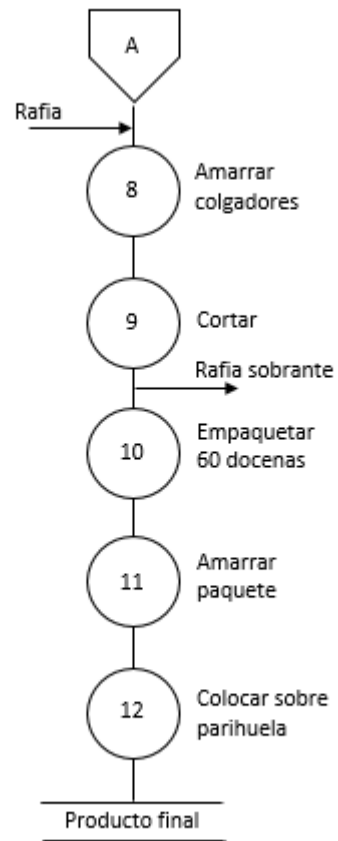 A
Rafia
8
Amarrar
colgadores
9
Cortar
Rafia sobrante
10
Empaquetar
60 docenas
11
Amarrar
paquete
12
Colocar sobre
parihuela
Producto final